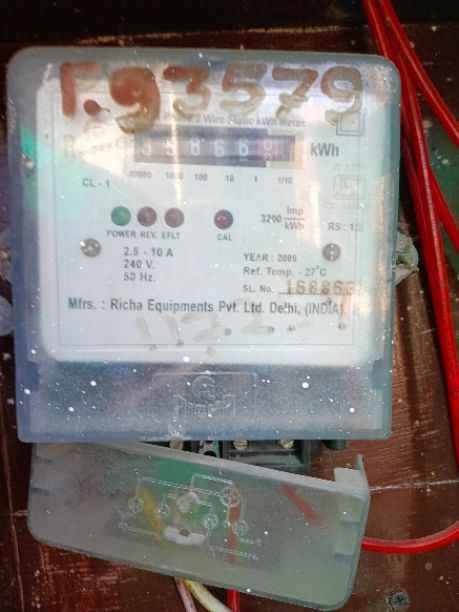 P.93579
Phase 2 Wire Static kWh Meter
kWh
CL - 1
10000 1000 100 10 1 1/10
POWER REV. EFLT CAL
3200 Imp/kWh
2.5 - 10 A
240 V.
50 Hz.
YEAR : 2009
Ref. Temp. - 27°C
SL. No.
Mfrs. : Richa Equipments Pvt. Ltd. Delhi, (INDIA)